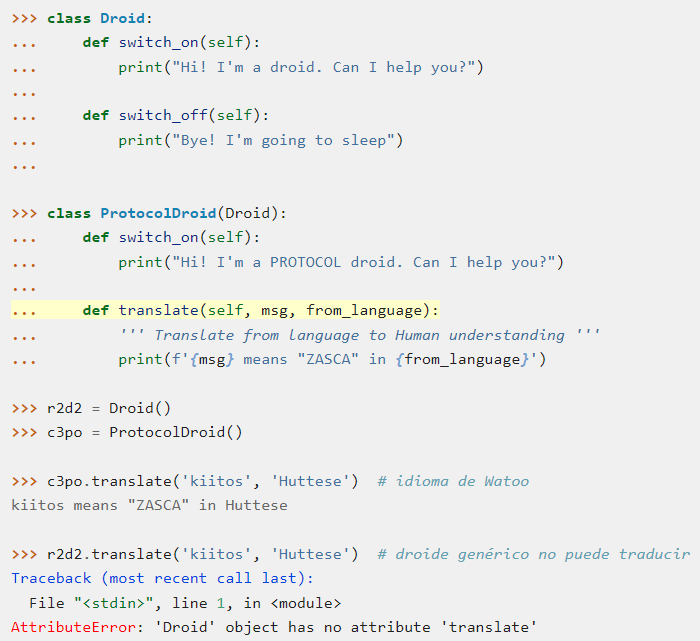 >>> class Droid:
...     def switch_on(self):
...         print("Hi! I'm a droid. Can I help you?")
...
...     def switch_off(self):
...         print("Bye! I'm going to sleep")
...
>>> class ProtocolDroid(Droid):
...     def switch_on(self):
...         print("Hi! I'm a PROTOCOL droid. Can I help you?")
...
...     def translate(self, msg, from_language):
...         ''' Translate from language to Human understanding '''
...         print(f'{msg} means "ZASCA" in {from_language}')
>>> r2d2 = Droid()
>>> c3po = ProtocolDroid()
>>> c3po.translate('kiitos', 'Huttese')  # idioma de Watoo
kiitos means "ZASCA" in Huttese
>>> r2d2.translate('kiitos', 'Huttese')  # droide genérico no puede traducir
Traceback (most recent call last):
  File "<stdin>", line 1, in <module>
AttributeError: 'Droid' object has no attribute 'translate'